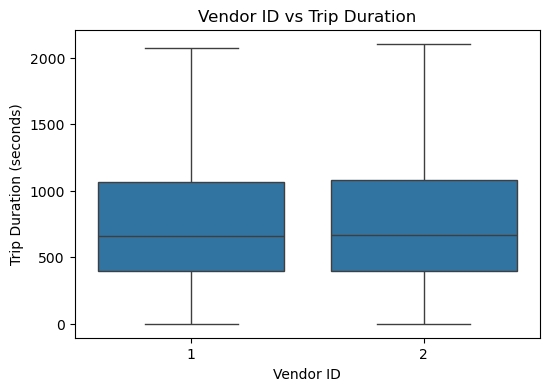 Vendor ID vs Trip Duration
Trip Duration (seconds)
2000
1500
1000
500
0
1 2
Vendor ID